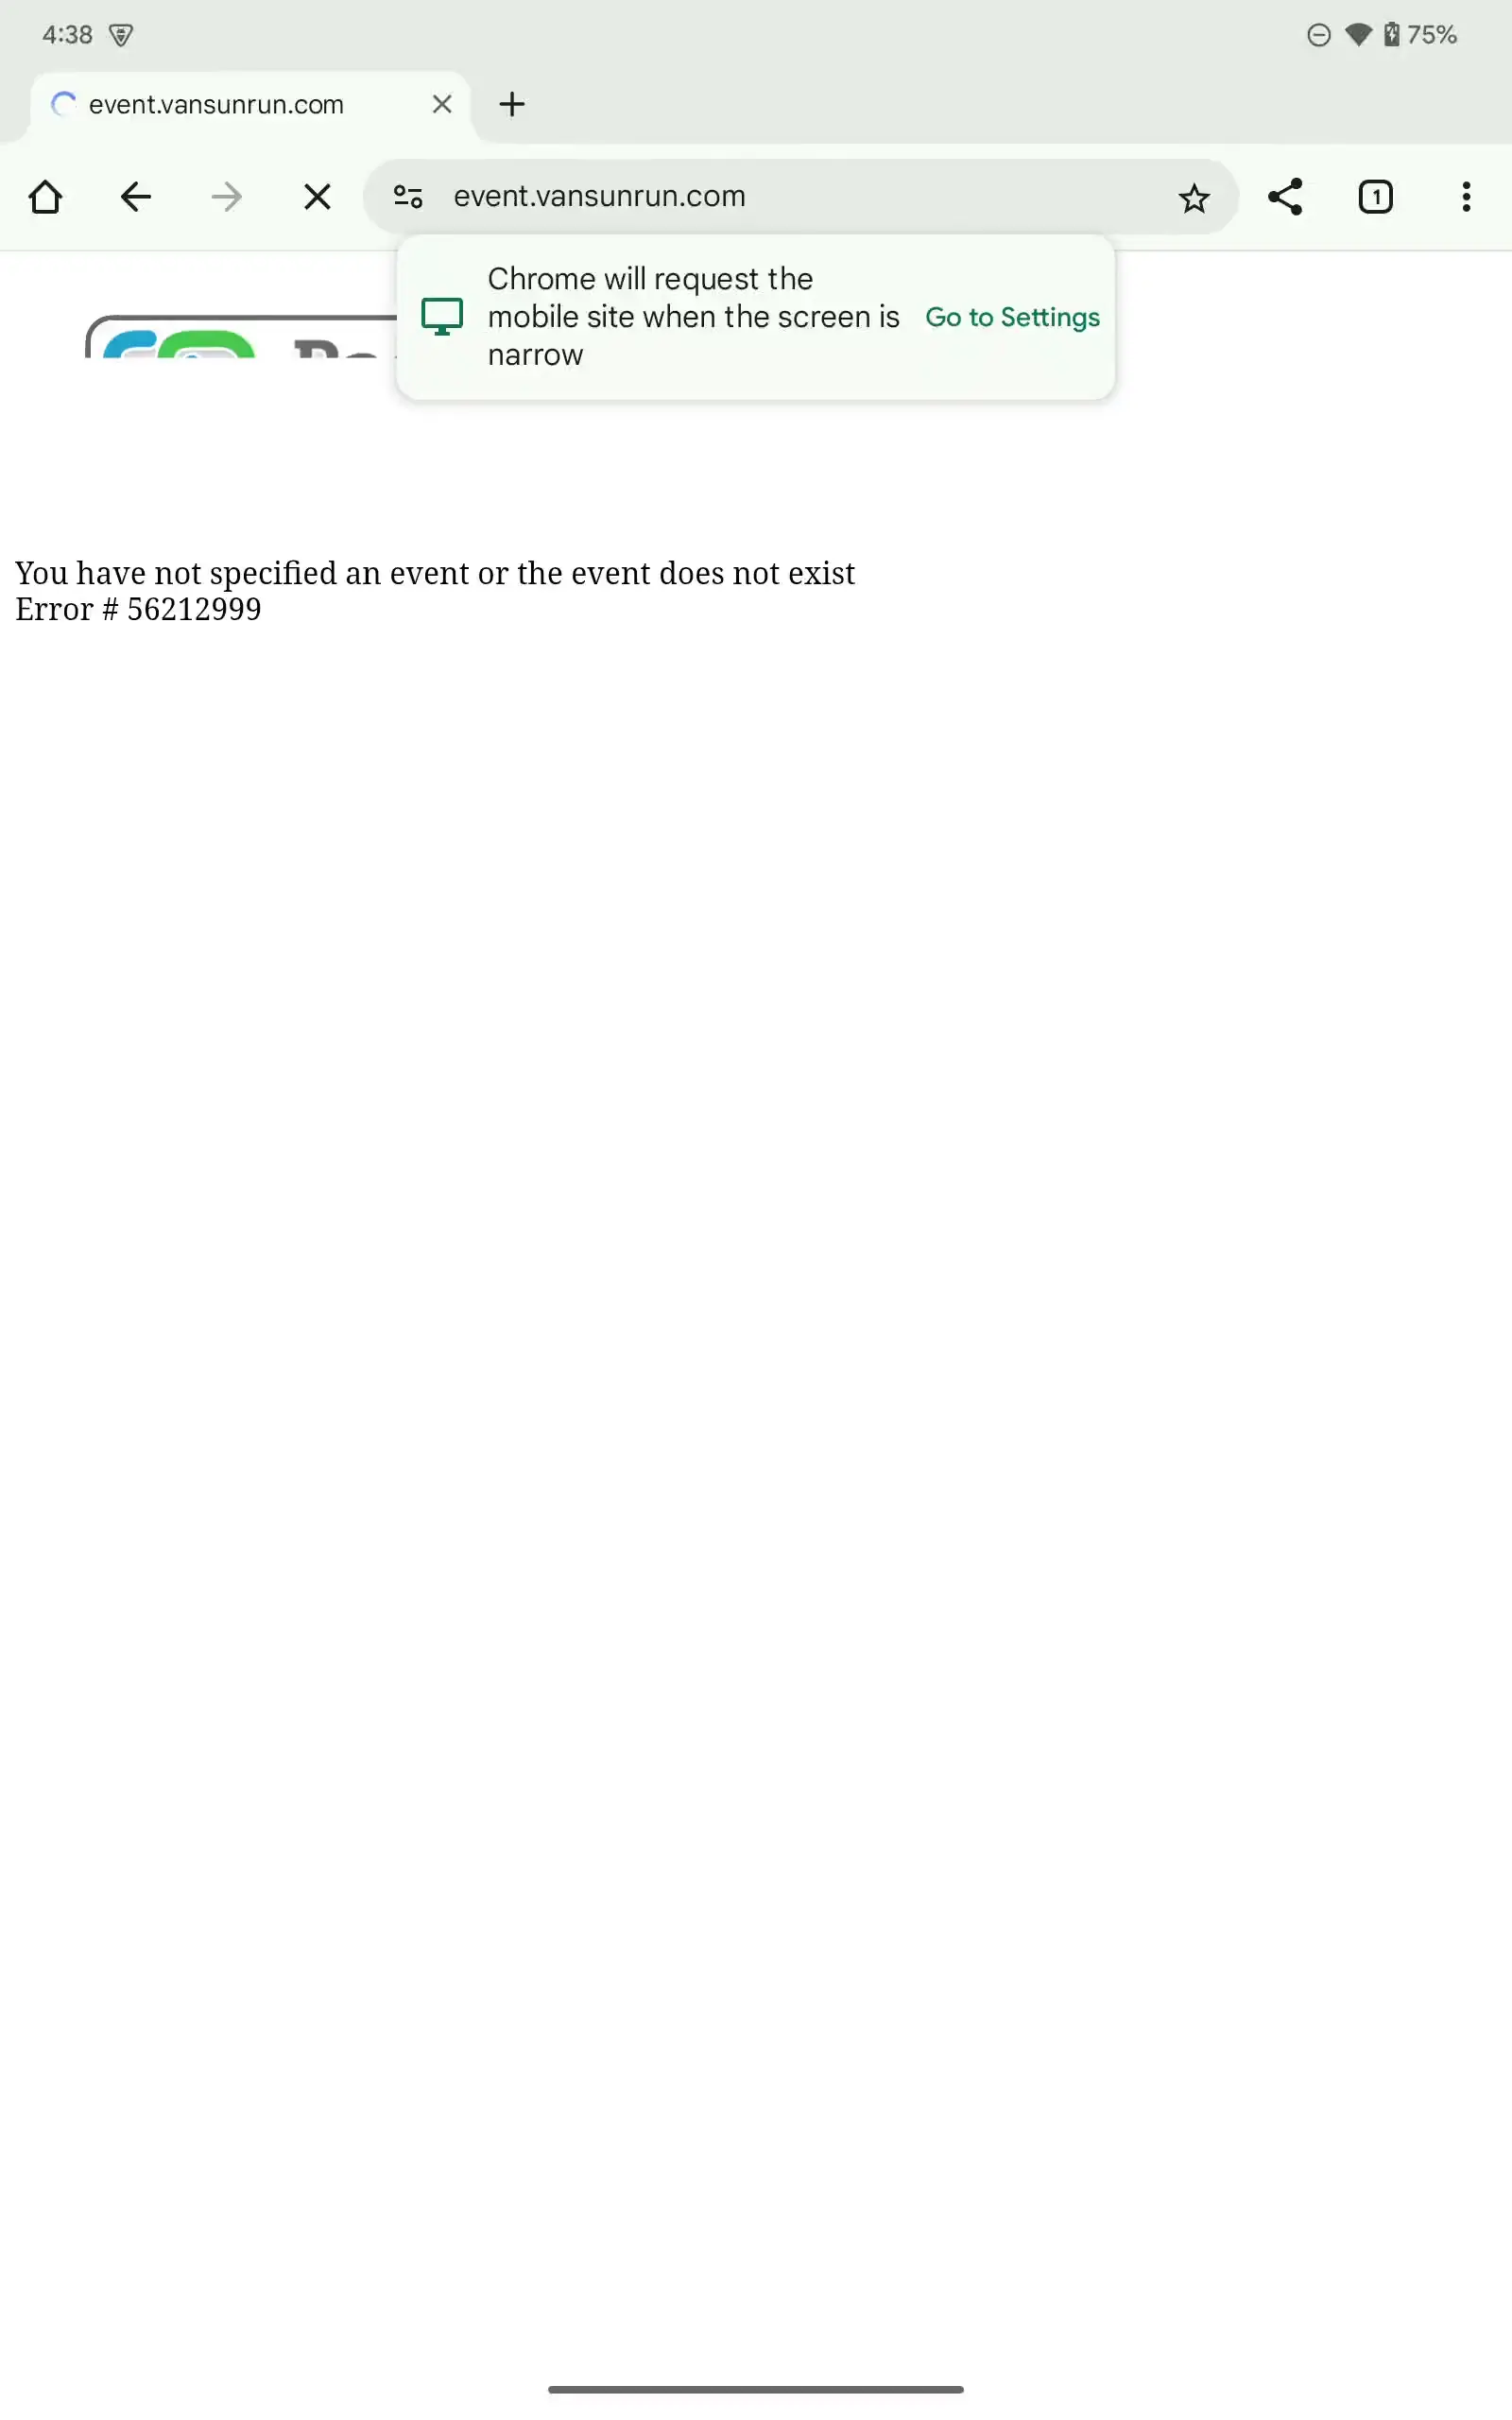 4:38
75%
event.vansunrun.com
event.vansunrun.com
1
Chrome will request the
mobile site when the screen is
narrow
Go to Settings
You have not specified an event or the event does not exist
Error # 56212999